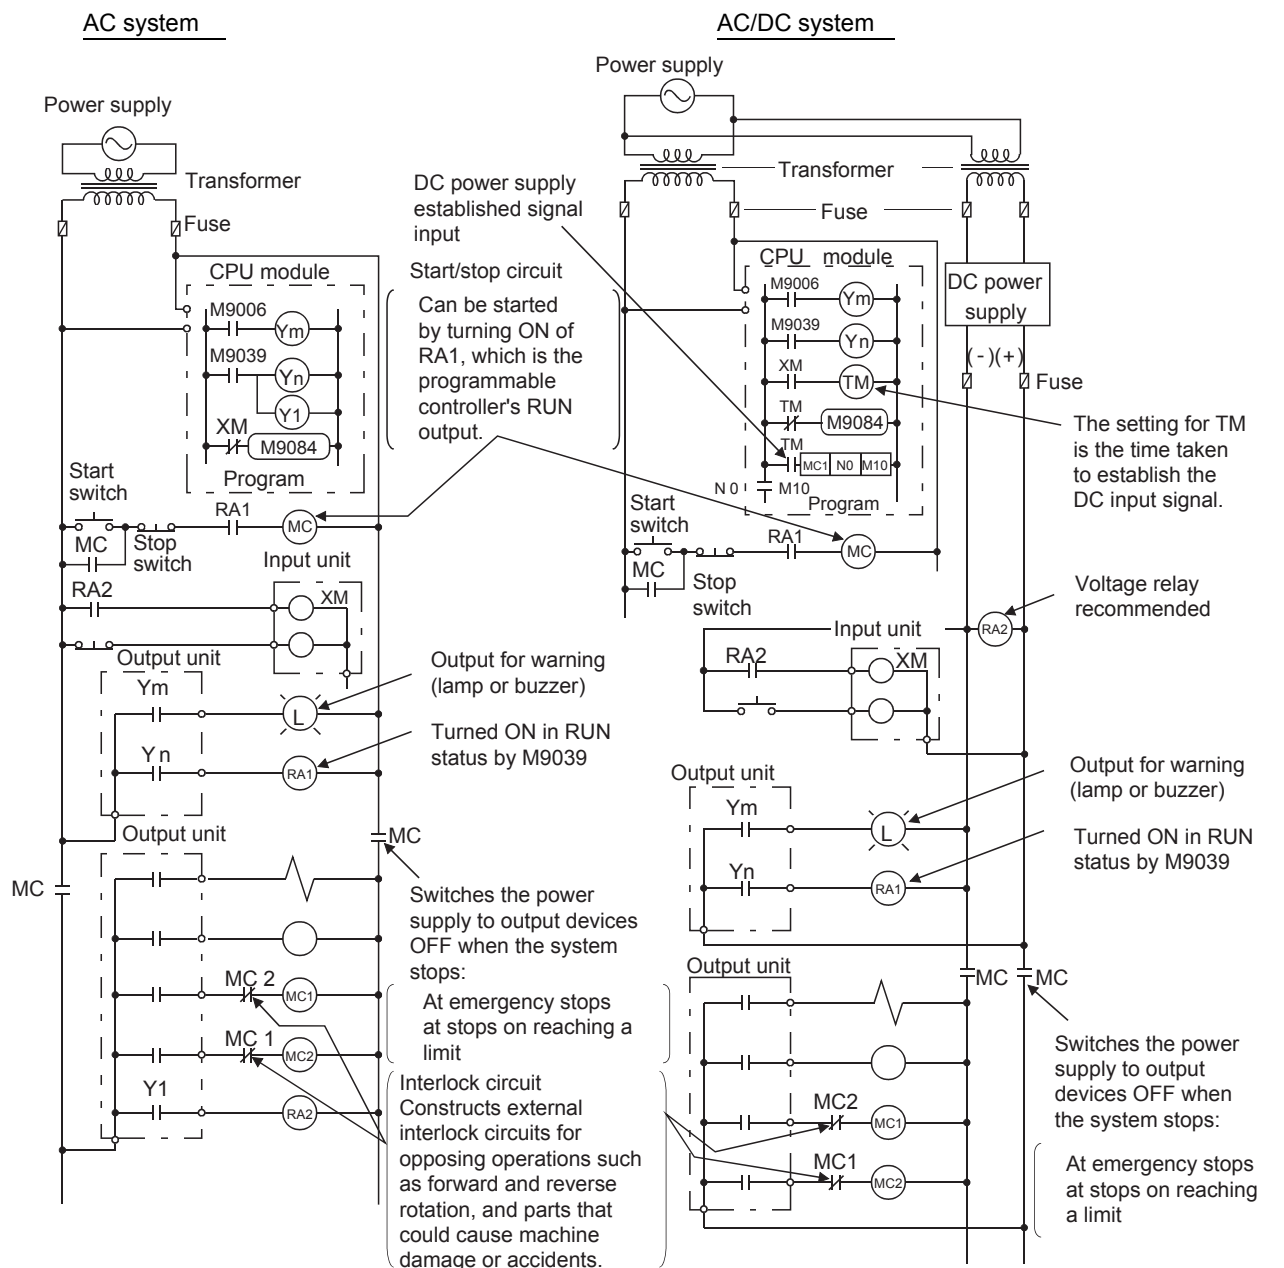 AC system
Power supply
Transformer
Fuse
CPU module
M9006
Ym
M9039
Yn
Y1
XM
M9084
Program
Start
switch
MC
Stop
switch
RA1
MC
Input unit
RA2
XM
Output unit
Ym
L
Yn
RA1
Output unit
MC
MC
MC 2
MC1
MC 1
MC2
Y1
RA2
DC power supply
established signal
input
Start/stop circuit
Can be started
by turning ON of
RA1, which is the
programmable
controller's RUN
output.
Output for warning
(lamp or buzzer)
Turned ON in RUN
status by M9039
Switches the power
supply to output devices
OFF when the system
stops:
At emergency stops
at stops on reaching a
limit
Interlock circuit
Constructs external
interlock circuits for
opposing operations such
as forward and reverse
rotation, and parts that
could cause machine
damage or accidents.
AC/DC system
Power supply
Transformer
Fuse
CPU module
M9006
Ym
M9039
Yn
XM
TM
TM
M9084
TM
MC1 N0 M10
N 0 M10
Program
DC power
supply
(-)(+)
Fuse
The setting for TM
is the time taken
to establish the
DC input signal.
Start
switch
MC
Stop
switch
RA1
MC
Voltage relay
recommended
RA2
Input unit
RA2
XM
Output unit
Ym
L
Yn
RA1
Output for warning
(lamp or buzzer)
Turned ON in RUN
status by M9039
Output unit
MC MC
MC2
MC1
MC1
MC2
Switches the power
supply to output
devices OFF when
the system stops:
At emergency stops
at stops on reaching
a limit